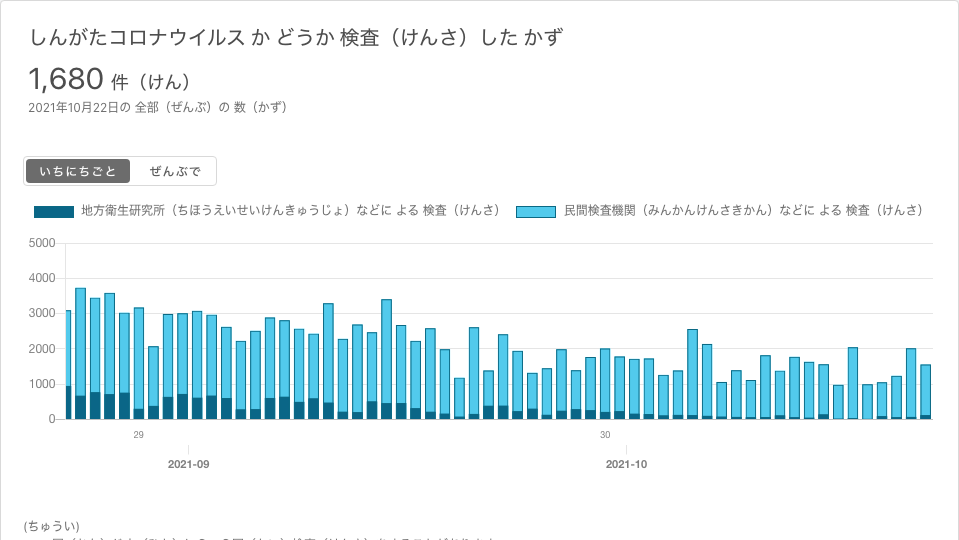 しんがたコロナウイルス か どうか 検査（けんさ）した かず
1,680 件（けん）
2021年10月22日の 全部（ぜんぶ）の 数（かず）
いちにちごと ぜんぶで
地方衛生研究所（ちほうえいせいけんきゅうじょ）などに よる 検査（けんさ） 民間検査機関（みんかんけんさきかん）などに よる 検査（けんさ）
5000
4000
3000
2000
1000
0
29 30
2021-09 2021-10
(ちゅうい)